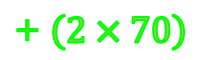 + (2 × 70)